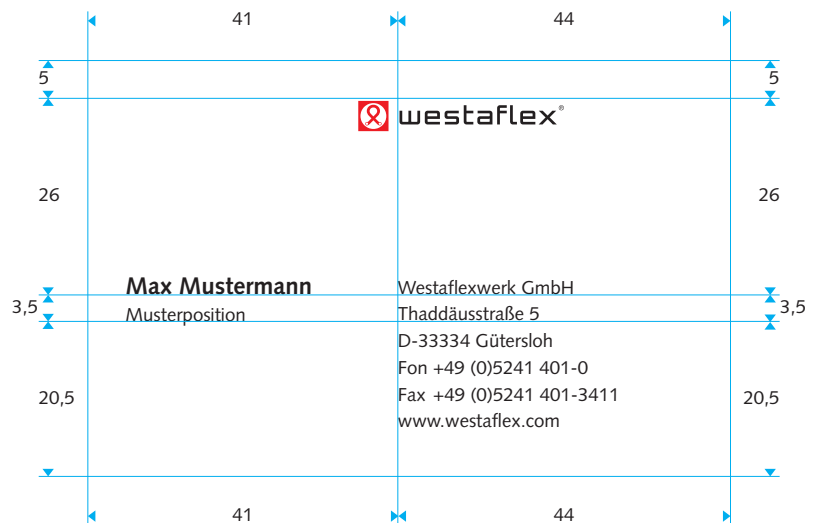 41 44
5 5
westaflex®
26 26
Max Mustermann
Westaflexwerk GmbH
3,5 3,5
Musterposition
Thaddäusstraße 5
D-33334 Gütersloh
Fon +49 (0)5241 401-0
20,5 20,5
Fax +49 (0)5241 401-3411
www.westaflex.com
41 44